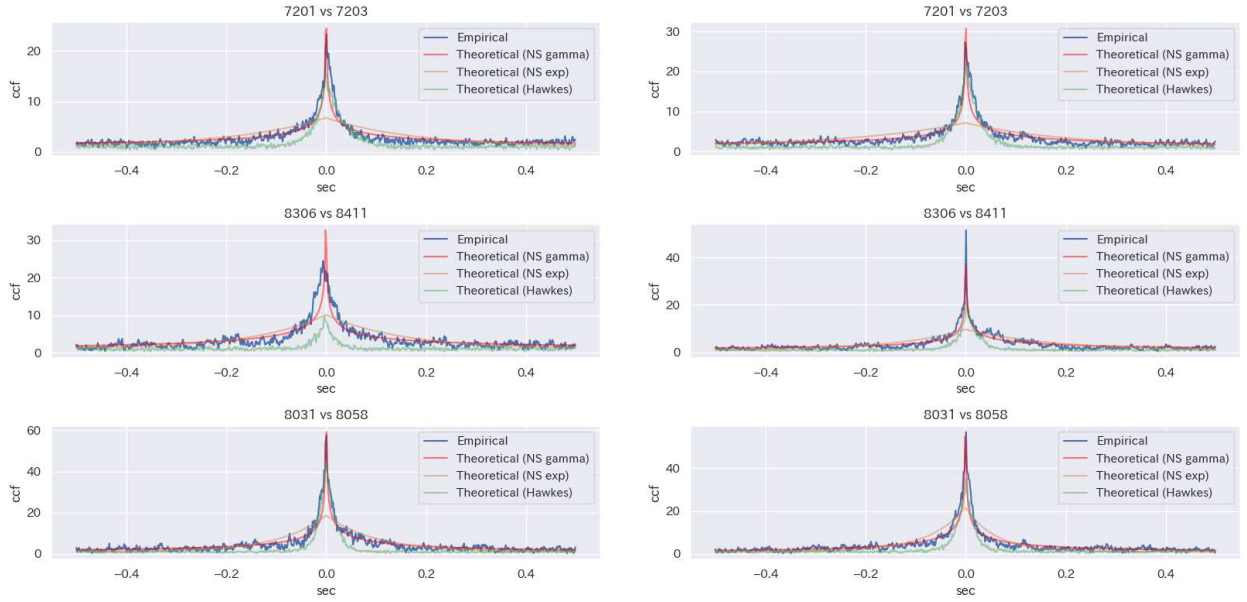 7201 vs 7203
ccf
20
10
0
Empirical
Theoretical (NS gamma)
Theoretical (NS exp)
Theoretical (Hawkes)
−0.4 −0.2 0.0 0.2 0.4
sec
7201 vs 7203
ccf
30
20
10
0
Empirical
Theoretical (NS gamma)
Theoretical (NS exp)
Theoretical (Hawkes)
−0.4 −0.2 0.0 0.2 0.4
sec
8306 vs 8411
ccf
30
20
10
0
Empirical
Theoretical (NS gamma)
Theoretical (NS exp)
Theoretical (Hawkes)
−0.4 −0.2 0.0 0.2 0.4
sec
8306 vs 8411
ccf
40
20
0
Empirical
Theoretical (NS gamma)
Theoretical (NS exp)
Theoretical (Hawkes)
−0.4 −0.2 0.0 0.2 0.4
sec
8031 vs 8058
ccf
60
40
20
0
Empirical
Theoretical (NS gamma)
Theoretical (NS exp)
Theoretical (Hawkes)
−0.4 −0.2 0.0 0.2 0.4
sec
8031 vs 8058
ccf
40
20
0
Empirical
Theoretical (NS gamma)
Theoretical (NS exp)
Theoretical (Hawkes)
−0.4 −0.2 0.0 0.2 0.4
sec